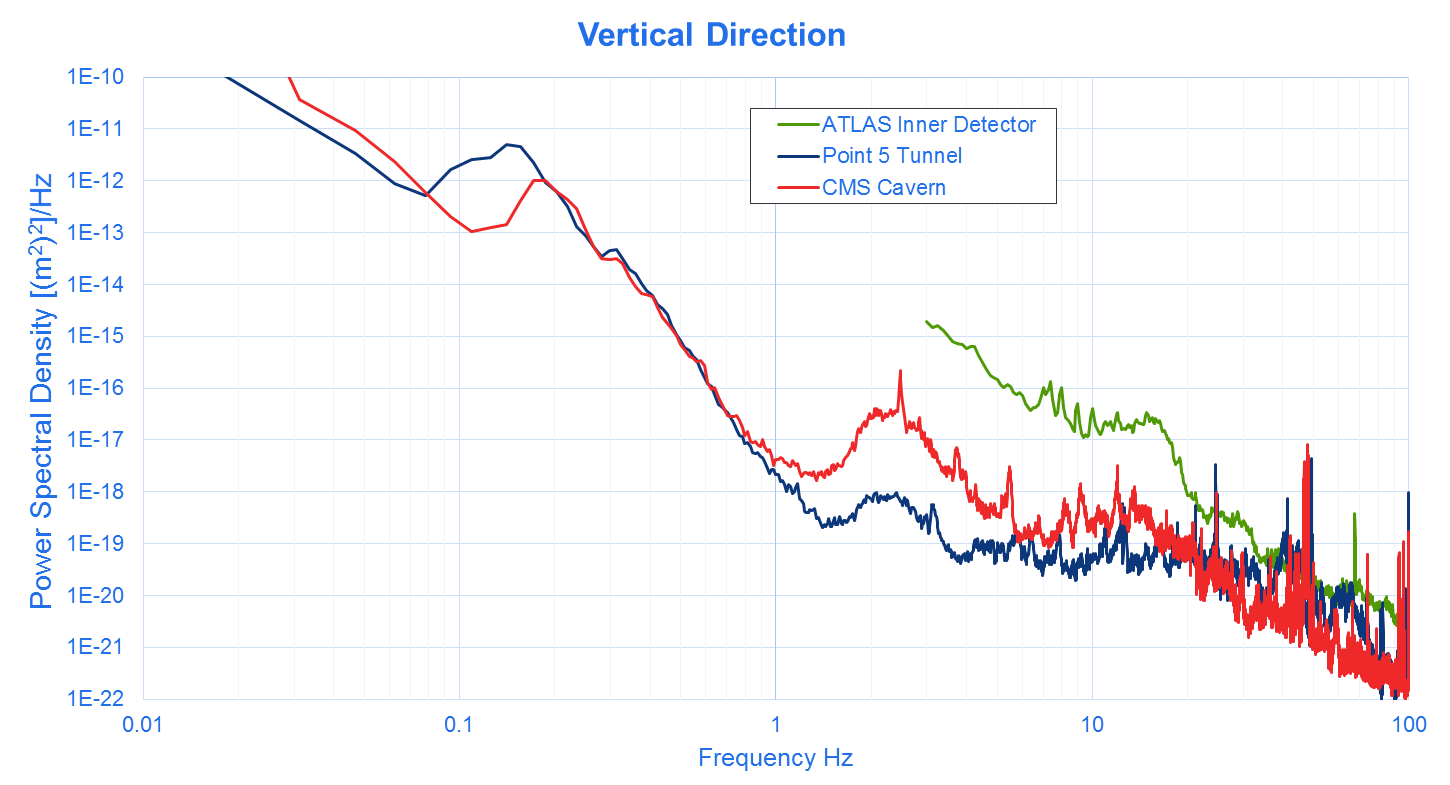 Vertical Direction
Power Spectral Density [(m²)²]/Hz
1E-10
1E-11
1E-12
1E-13
1E-14
1E-15
1E-16
1E-17
1E-18
1E-19
1E-20
1E-21
1E-22
ATLAS Inner Detector
Point 5 Tunnel
CMS Cavern
0.01 0.1 1 10 100
Frequency Hz